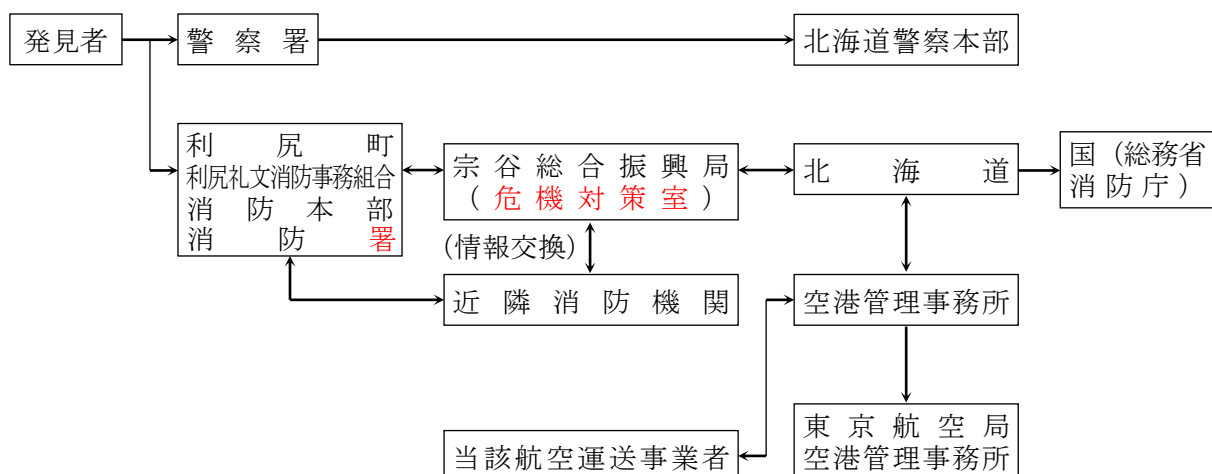 発見者
警察署
北海道警察本部
利尻町
利尻礼文消防事務組合
消防本部
消防署
宗谷総合振興局
(危機対策室)
北海道
国(総務省
消防庁)
(情報交換)
近隣消防機関
空港管理事務所
当該航空運送事業者
東京航空局
空港管理事務所